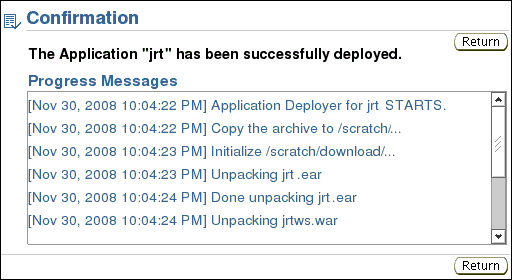 Confirmation
The Application "jrt" has been successfully deployed.
Return
Progress Messages
[Nov 30, 2008 10:04:22 PM] Application Deployer for jrt STARTS.
[Nov 30, 2008 10:04:22 PM] Copy the archive to /scratch/...
[Nov 30, 2008 10:04:23 PM] Initialize /scratch/download/...
[Nov 30, 2008 10:04:23 PM] Unpacking jrt .ear
[Nov 30, 2008 10:04:24 PM] Done unpacking jrt .ear
[Nov 30, 2008 10:04:24 PM] Unpacking jrtws.war
Return